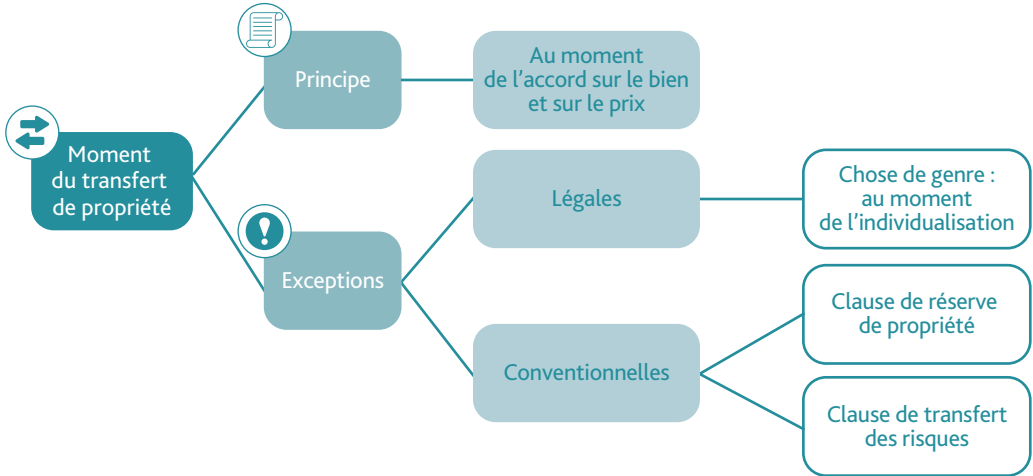 Moment
du transfert
de propriété
Principe
Au moment
de l'accord sur le bien
et sur le prix
Exceptions
Légales
Chose de genre :
au moment
de l'individualisation
Conventionnelles
Clause de réserve
de propriété
Clause de transfert
des risques